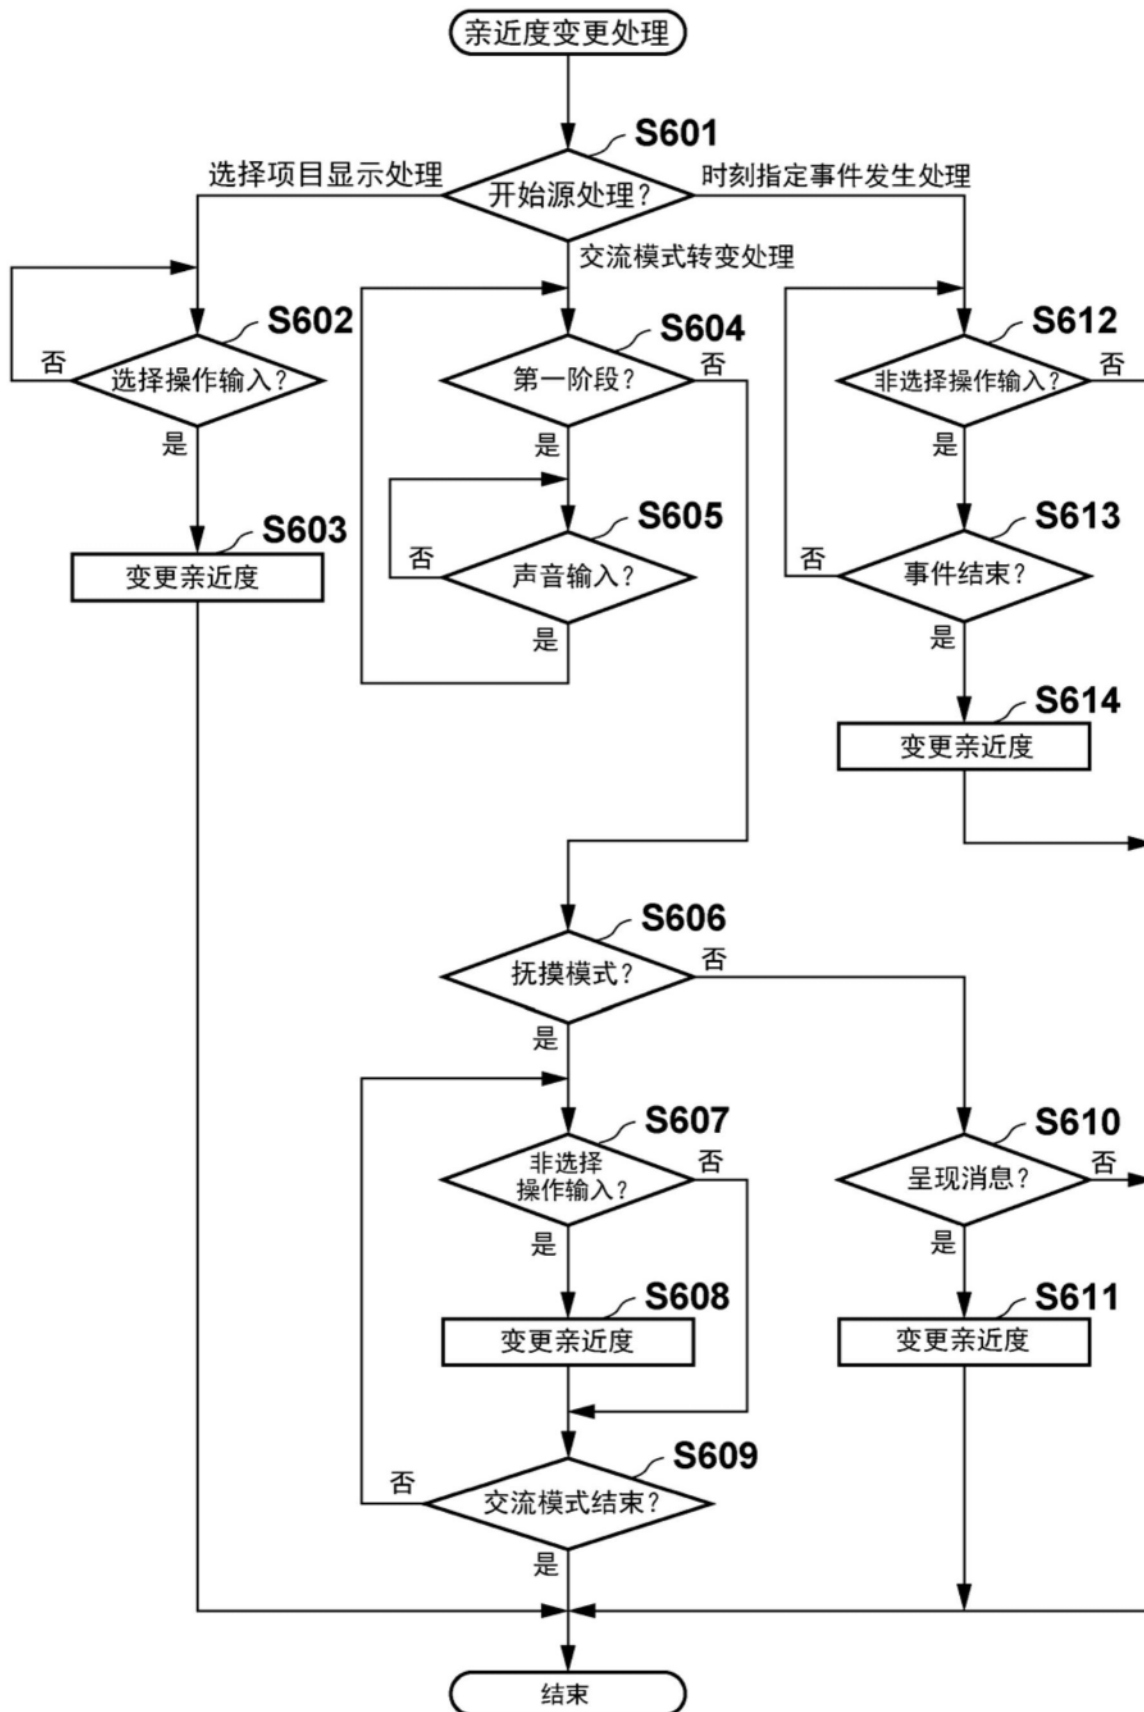 亲近度变更处理
S601
选择项目显示处理
开始源处理?
时刻指定事件发生处理
交流模式转变处理
S602
否
选择操作输入?
是
S603
变更亲近度
S604
第一阶段?
否
是
S605
否
声音输入?
是
S612
非选择操作输入?
否
是
S613
否
事件结束?
是
S614
变更亲近度
S606
抚摸模式?
否
是
S607
非选择
操作输入?
否
是
S608
变更亲近度
S609
否
交流模式结束?
是
S610
呈现消息?
否
是
S611
变更亲近度
结束